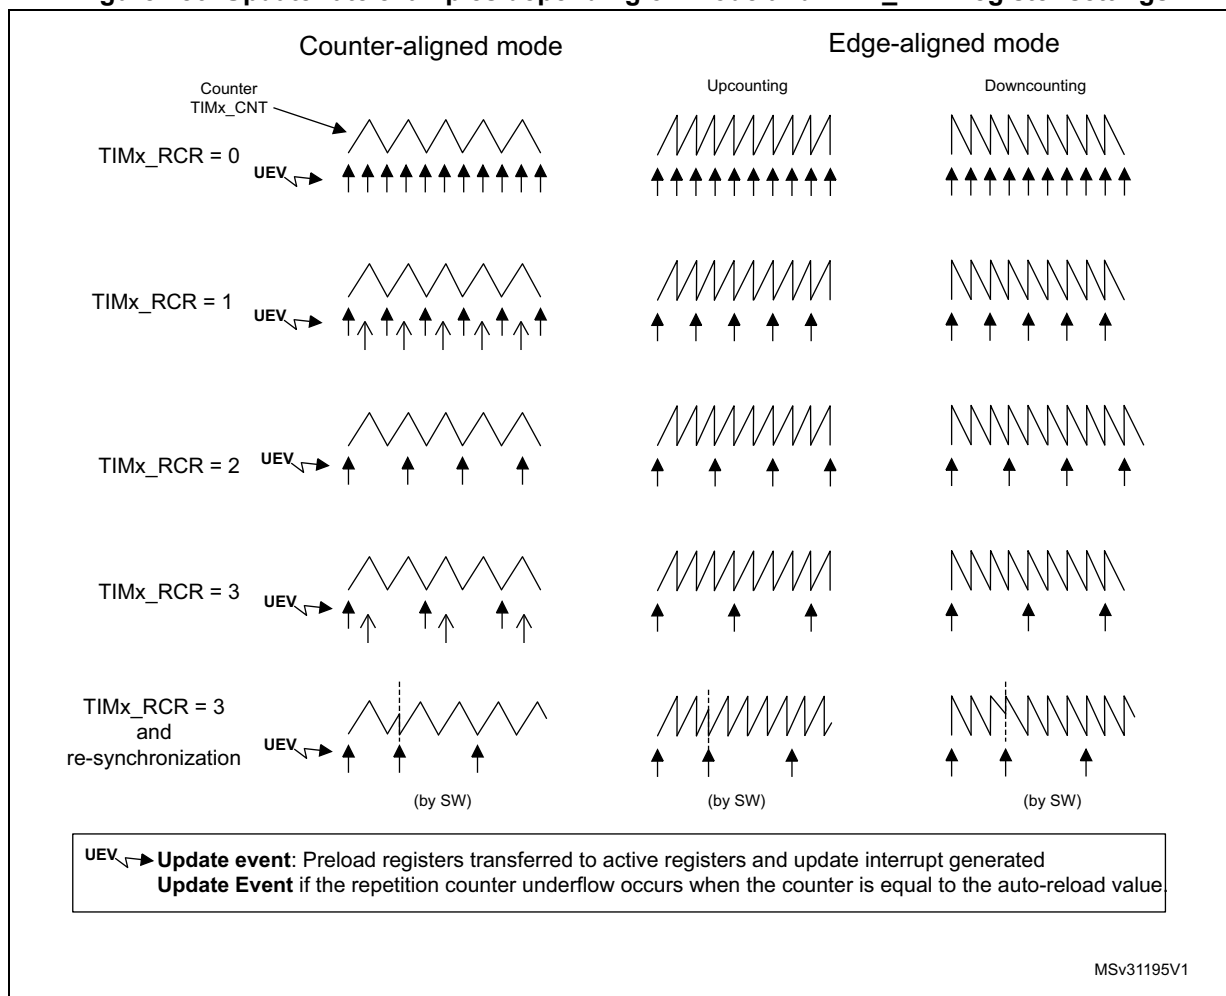 Counter-aligned mode
Edge-aligned mode
Counter
TIMx_CNT
Upcounting
Downcounting
TIMx_RCR = 0
UEV
TIMx_RCR = 1
UEV
TIMx_RCR = 2
UEV
TIMx_RCR = 3
UEV
TIMx_RCR = 3
and
re-synchronization
UEV
(by SW)
(by SW)
(by SW)
UEV Update event: Preload registers transferred to active registers and update interrupt generated
Update Event if the repetition counter underflow occurs when the counter is equal to the auto-reload value.
MSv31195V1